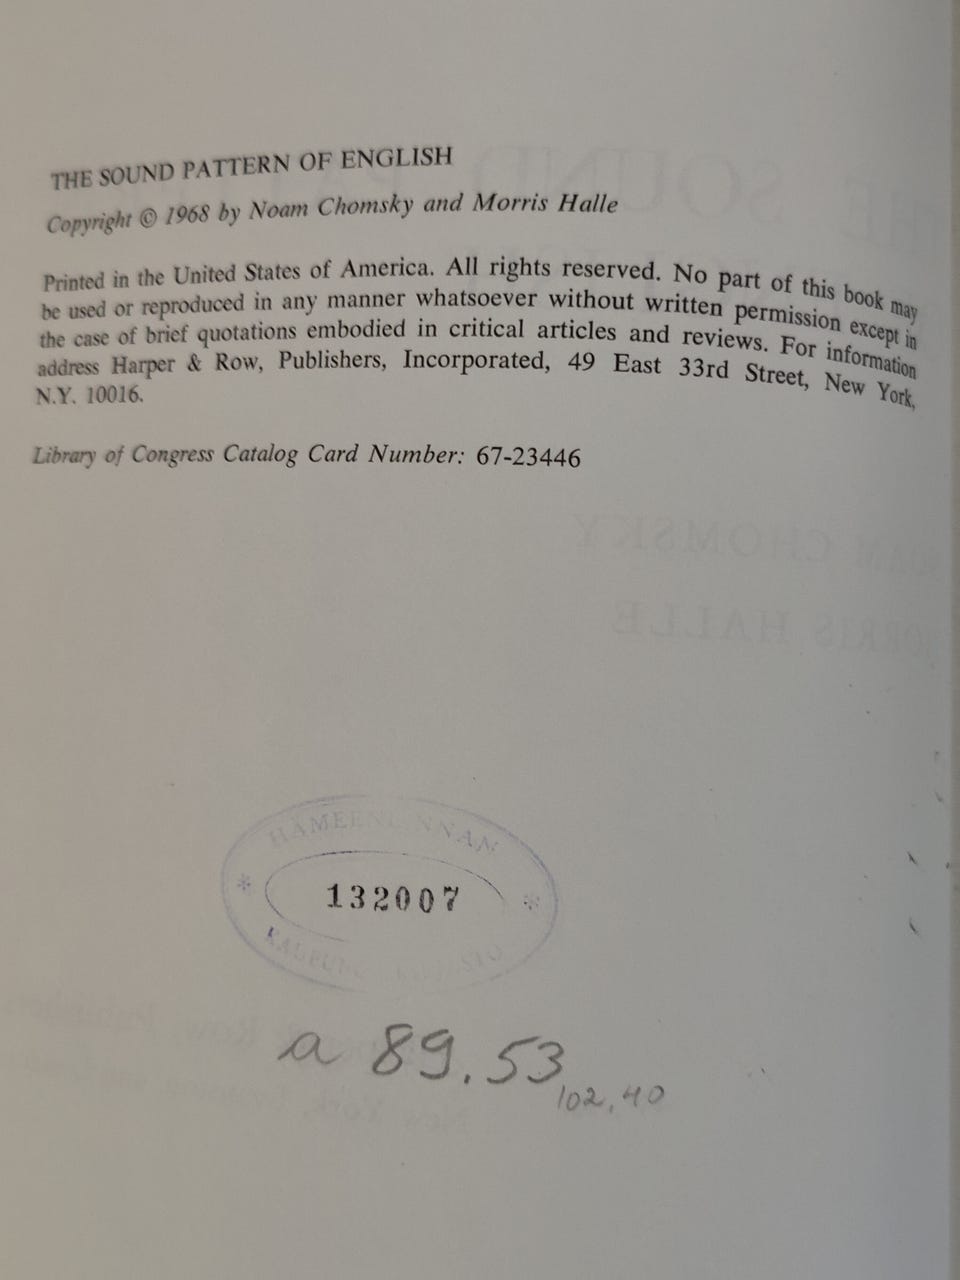 THE SOUND PATTERN OF ENGLISH
Copyright © 1968 by Noam Chomsky and Morris Halle
Printed in the United States of America. All rights reserved. No part of this book may
be used or reproduced in any manner whatsoever without written permission except in
the case of brief quotations embodied in critical articles and reviews. For information
address Harper & Row, Publishers, Incorporated, 49 East 33rd Street, New York,
N.Y. 10016.
Library of Congress Catalog Card Number: 67-23446
132007
a 89.53
102,40